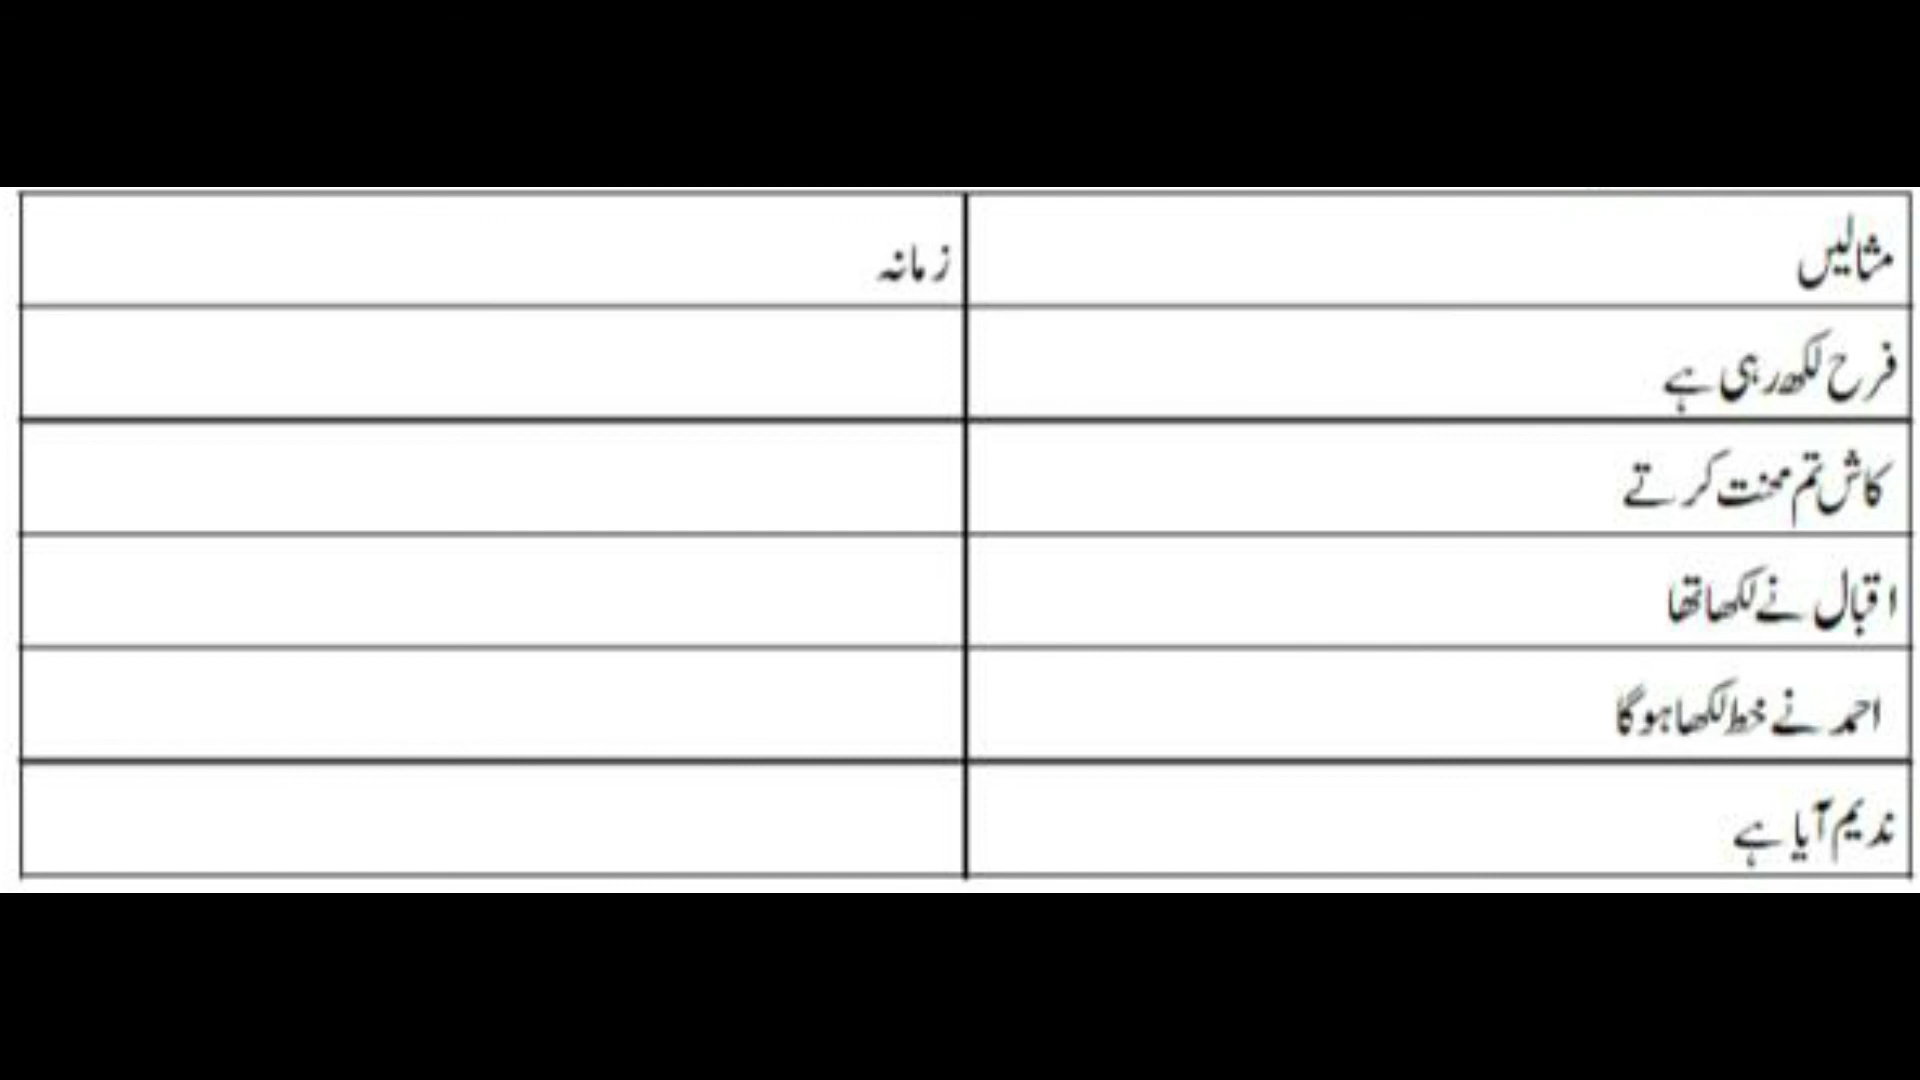 مثالیں	زمانہ
فرح لکھ رہی ہے
کاش تم محنت کرتے
اقبال نے لکھا تھا
احمد نے خط لکھا ہوگا
ندیم آیا ہے